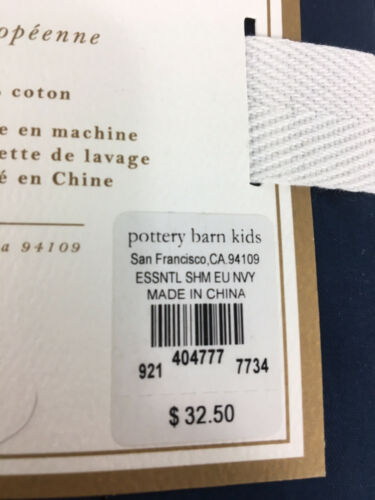 opéenne
coton
e en machine
ette de lavage
é en Chine
a 94109
pottery barn kids
San Francisco,CA.94109
ESSNTL SHM EU NVY
MADE IN CHINA
921 404777 7734
$ 32.50